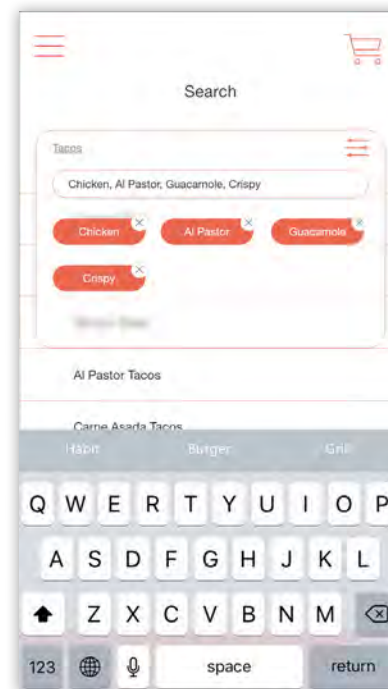 Search
Tacos
Chicken, Al Pastor, Guacamole, Crispy
Chicken Al Pastor Guacamole
Crispy
Al Pastor Tacos
Carne Asada Tacos
Habit Burger Grill
Q W E R T Y U I O P
A S D F G H J K L
Z X C V B N M
123 space return